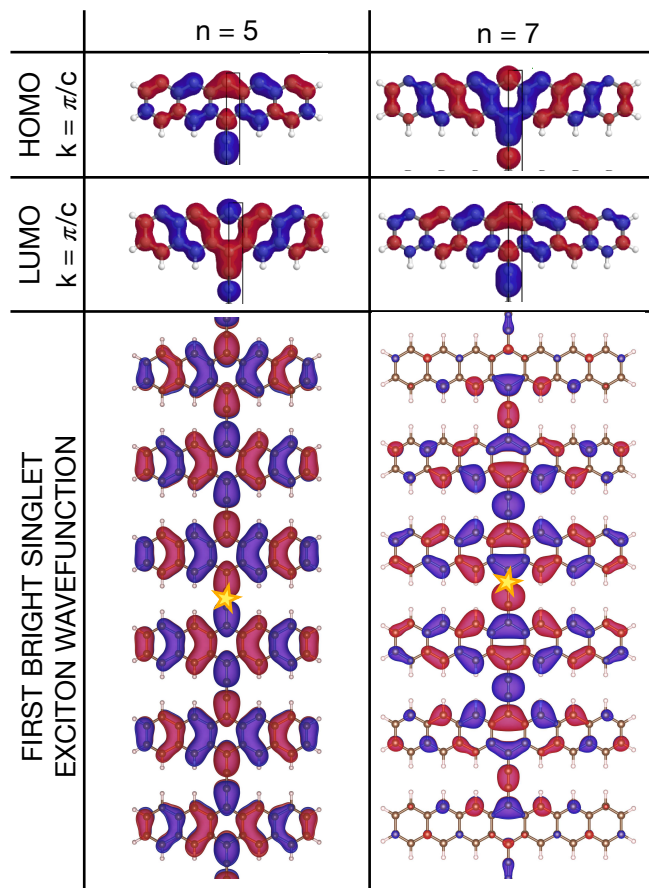 n = 5
n = 7
HOMO
k = π/c
LUMO
k = π/c
FIRST BRIGHT SINGLET
EXCITON WAVEFUNCTION